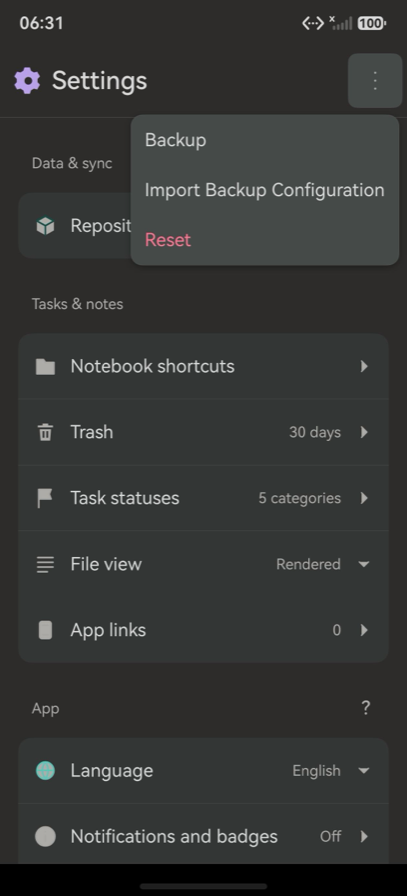 06:31
100
Settings
Backup
Data & sync
Import Backup Configuration
Reset
Tasks & notes
Notebook shortcuts
Trash 30 days
Task statuses 5 categories
File view Rendered
App links 0
App ?
Language English
Notifications and badges Off